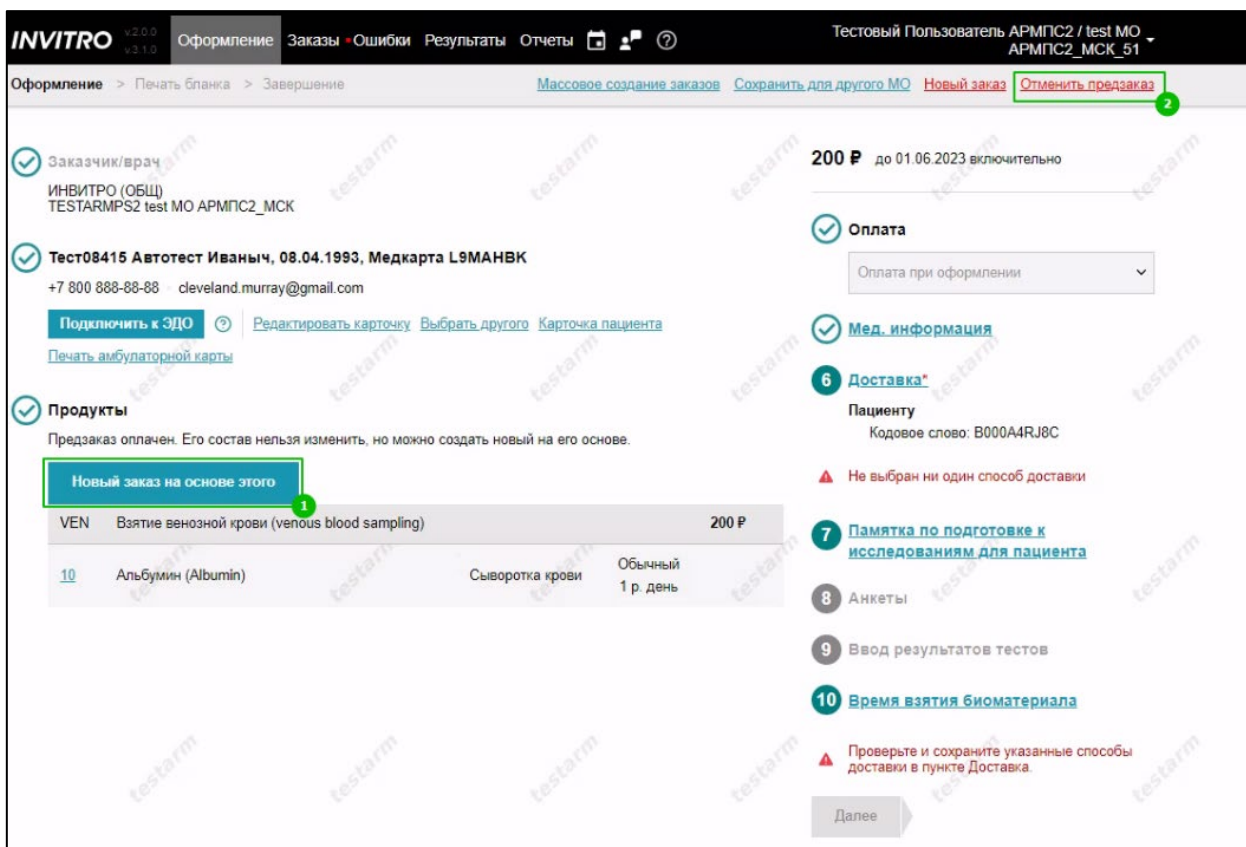 INVITRO v.2.0.0 v.3.1.0 Оформление Заказы Ошибки Результаты Отчеты Тестовый Пользователь АРМПС2 / test МО АРМПС2_МСК_51
Оформление > Печать бланка > Завершение Массовое создание заказов Сохранить для другого МО Новый заказ Отменить предзаказ
2
Заказчик/врач
ИНВИТРО (ОБЩ)
TESTARMPS2 test МО АРМПС2_МСК
Тест08415 Автотест Иваныч, 08.04.1993, Медкарта L9MAHBK
+7 800 888-88-88 cleveland.murray@gmail.com
Подключить к ЭДО Редактировать карточку Выбрать другого Карточка пациента
Печать амбулаторной карты
Продукты
Предзаказ оплачен. Его состав нельзя изменить, но можно создать новый на его основе.
Новый заказ на основе этого
1
VEN Взятие венозной крови (venous blood sampling) 200 ₽
10 Альбумин (Albumin) Сыворотка крови Обычный
1 р. день
200 ₽ до 01.06.2023 включительно
Оплата
Оплата при оформлении
Мед. информация
6 Доставка*
Пациенту
Кодовое слово: B000A4RJ8C
Не выбран ни один способ доставки
7 Памятка по подготовке к
исследованиям для пациента
8 Анкеты
9 Ввод результатов тестов
10 Время взятия биоматериала
Проверьте и сохраните указанные способы
доставки в пункте Доставка.
Далее
testarm